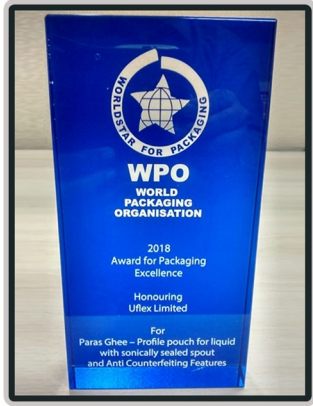 WORLDSTAR FOR PACKAGING
WPO
WORLD
PACKAGING
ORGANISATION
2018
Award for Packaging
Excellence
Honouring
Uflex Limited
For
Paras Ghee – Profile pouch for liquid
with sonically sealed spout
and Anti Counterfeiting Features